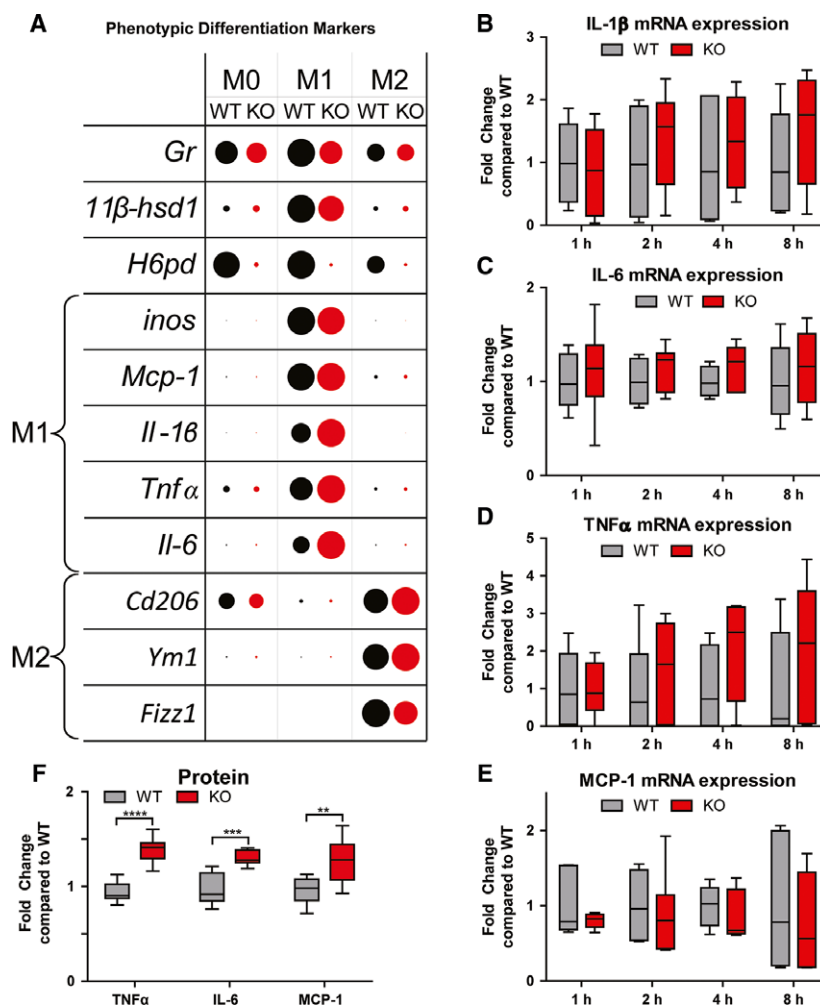 A
Phenotypic Differentiation Markers
M0 M1 M2
WT KO WT KO WT KO
Gr
11β-hsd1
H6pd
inos
Mcp-1
Il-1β
Tnfα
Il-6
Cd206
Ym1
Fizz1
M1
M2
B
IL-1β mRNA expression
WT KO
Fold Change
compared to WT
3
2
1
0
1 h 2 h 4 h 8 h
C
IL-6 mRNA expression
WT KO
Fold Change
compared to WT
2
1
0
1 h 2 h 4 h 8 h
D
TNFα mRNA expression
WT KO
Fold Change
compared to WT
5
4
3
2
1
0
1 h 2 h 4 h 8 h
E
MCP-1 mRNA expression
WT KO
Fold Change
compared to WT
2
1
0
1 h 2 h 4 h 8 h
F
Protein
WT KO
Fold Change
compared to WT
2
1
0
**** *** **
TNFα IL-6 MCP-1